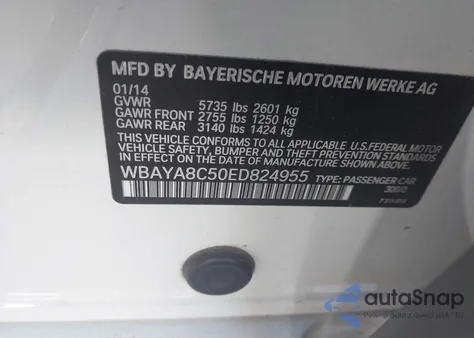 MFD BY BAYERISCHE MOTOREN WERKE AG
01/14
GVWR 5735 lbs 2601 kg
GAWR FRONT 2755 lbs 1250 kg
GAWR REAR 3140 lbs 1424 kg
THIS VEHICLE CONFORMS TO ALL APPLICABLE U.S.FEDERAL MOTOR
VEHICLE SAFETY, BUMPER AND THEFT PREVENTION STANDARDS
IN EFFECT ON THE DATE OF MANUFACTURE SHOWN ABOVE.
WBAYA8C50ED824955 TYPE: PASSENGER CAR
300/0
autoSnap